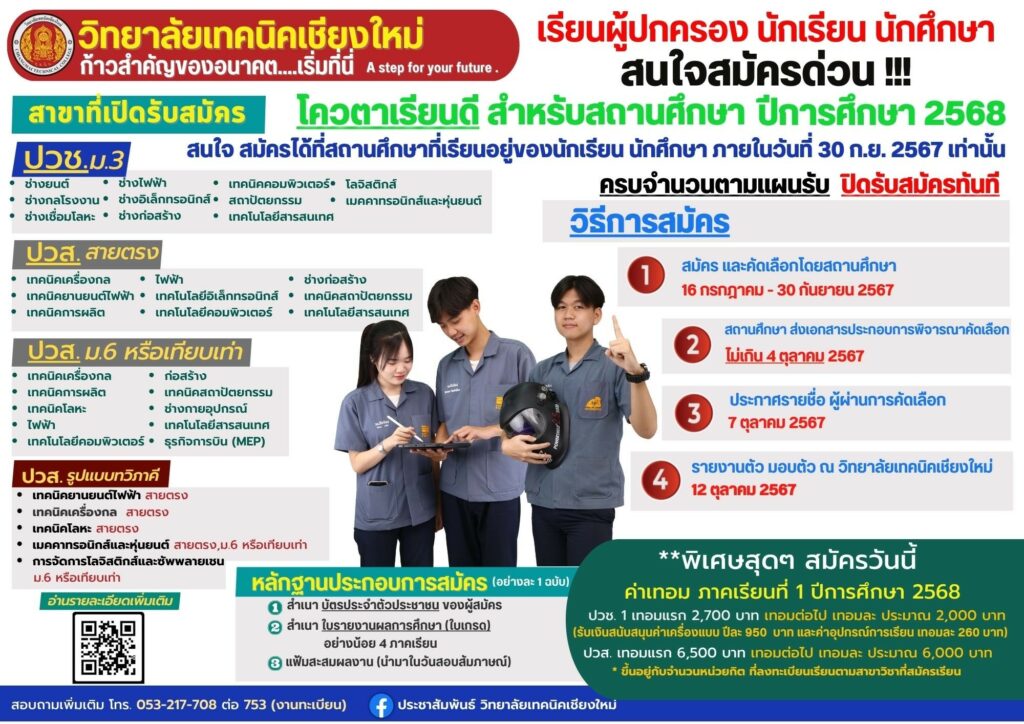 วิทยาลัยเทคนิคเชียงใหม่
ก้าวสำคัญของอนาคต....เริ่มที่นี่ A step for your future .
เรียนผู้ปกครอง นักเรียน นักศึกษา
สนใจสมัครด่วน !!!
โควตาเรียนดี สำหรับสถานศึกษา ปีการศึกษา 2568
สนใจ สมัครได้ที่สถานศึกษาที่เรียนอยู่ของนักเรียน นักศึกษา ภายในวันที่ 30 ก.ย. 2567 เท่านั้น
ครบจำนวนตามแผนรับ ปิดรับสมัครทันที
สาขาที่เปิดรับสมัคร
ปวช.ม.3
• ช่างยนต์
• ช่างกลโรงงาน
• ช่างเชื่อมโลหะ
• ช่างไฟฟ้า
• ช่างอิเล็กทรอนิกส์
• ช่างก่อสร้าง
• เทคนิคคอมพิวเตอร์
• สถาปัตยกรรม
• เทคโนโลยีสารสนเทศ
• โลจิสติกส์
• เมคคาทรอนิกส์และหุ่นยนต์
ปวส. สายตรง
• เทคนิคเครื่องกล
• เทคนิคยานยนต์ไฟฟ้า
• เทคนิคการผลิต
• ไฟฟ้า
• เทคโนโลยีอิเล็กทรอนิกส์
• เทคโนโลยีคอมพิวเตอร์
• ช่างก่อสร้าง
• เทคนิคสถาปัตยกรรม
• เทคโนโลยีสารสนเทศ
ปวส. ม.6 หรือเทียบเท่า
• เทคนิคเครื่องกล
• เทคนิคการผลิต
• เทคนิคโลหะ
• ไฟฟ้า
• เทคโนโลยีคอมพิวเตอร์
• ก่อสร้าง
• เทคนิคสถาปัตยกรรม
• ช่างกายอุปกรณ์
• เทคโนโลยีสารสนเทศ
• ธุรกิจการบิน (MEP)
ปวส. รูปแบบทวิภาคี
• เทคนิคยานยนต์ไฟฟ้า สายตรง
• เทคนิคเครื่องกล สายตรง
• เทคนิคโลหะ สายตรง
• เมคคาทรอนิกส์และหุ่นยนต์ สายตรง,ม.6 หรือเทียบเท่า
• การจัดการโลจิสติกส์และซัพพลายเชน
ม.6 หรือเทียบเท่า
อ่านรายละเอียดเพิ่มเติม
วิธีการสมัคร
1 สมัคร และคัดเลือกโดยสถานศึกษา
16 กรกฎาคม - 30 กันยายน 2567
2 สถานศึกษา ส่งเอกสารประกอบการพิจารณาคัดเลือก
ไม่เกิน 4 ตุลาคม 2567
3 ประกาศรายชื่อ ผู้ผ่านการคัดเลือก
7 ตุลาคม 2567
4 รายงานตัว มอบตัว ณ วิทยาลัยเทคนิคเชียงใหม่
12 ตุลาคม 2567
หลักฐานประกอบการสมัคร (อย่างละ 1 ฉบับ)
1 สำเนา บัตรประจำตัวประชาชน ของผู้สมัคร
2 สำเนา ใบรายงานผลการศึกษา (ใบเกรด)
อย่างน้อย 4 ภาคเรียน
3 แฟ้มสะสมผลงาน (นำมาในวันสอบสัมภาษณ์)
**พิเศษสุดๆ สมัครวันนี้
ค่าเทอม ภาคเรียนที่ 1 ปีการศึกษา 2568
ปวช. 1 เทอมแรก 2,700 บาท เทอมต่อไป เทอมละ ประมาณ 2,000 บาท
(รับเงินสนับสนุนค่าเครื่องแบบ ปีละ 950 บาท และค่าอุปกรณ์การเรียน เทอมละ 260 บาท)
ปวส. เทอมแรก 6,500 บาท เทอมต่อไป เทอมละ ประมาณ 6,000 บาท
* ขึ้นอยู่กับจำนวนหน่วยกิต ที่ลงทะเบียนเรียนตามสาขาวิชาที่สมัครเรียน
สอบถามเพิ่มเติม โทร. 053-217-708 ต่อ 753 (งานทะเบียน) ประชาสัมพันธ์ วิทยาลัยเทคนิคเชียงใหม่